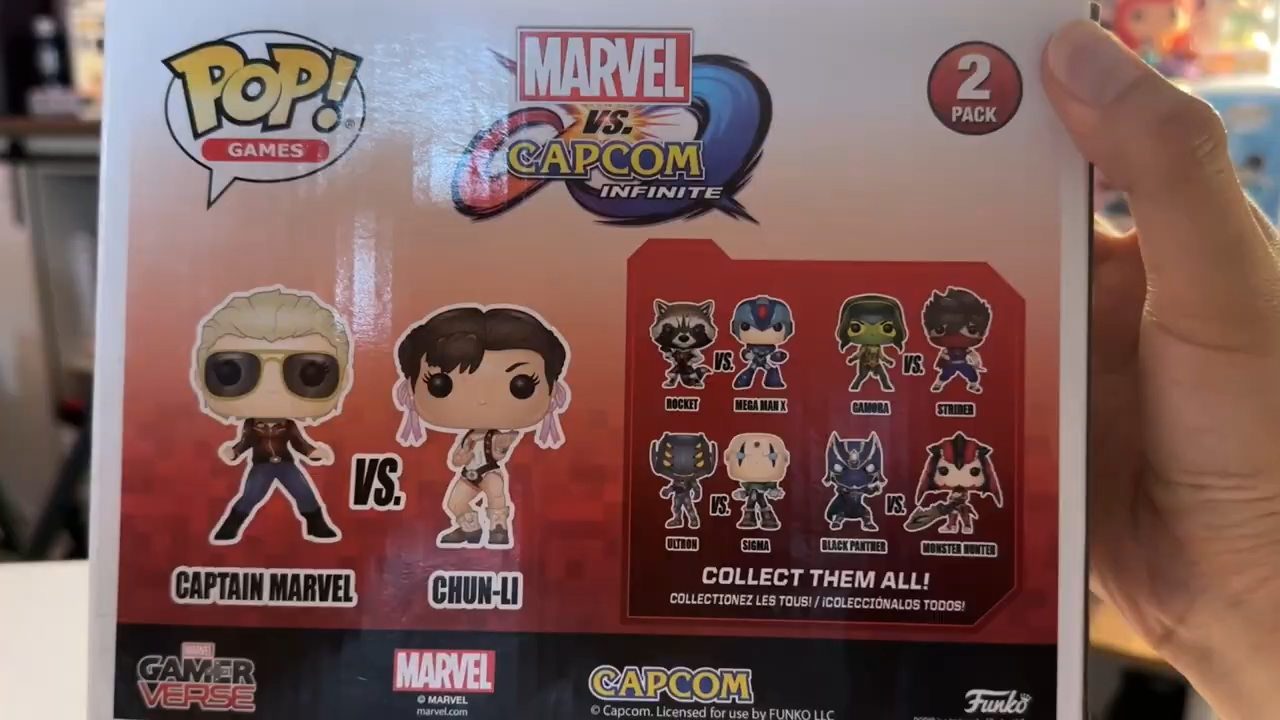 POP!
GAMES
MARVEL
VS.
CAPCOM
INFINITE
2
PACK
VS.
CAPTAIN MARVEL
CHUN-LI
VS.
ROCKET
MEGA MAN X
VS.
GAMORA
STRIDER
VS.
ULTRON
SIGMA
VS.
BLACK PANTHER
MONSTER HUNTER
COLLECT THEM ALL!
COLLECTIONEZ LES TOUS! / ¡COLECCIÓNALOS TODOS!
MARVEL
GAMER
VERSE
MARVEL
© MARVEL
marvel.com
CAPCOM
© Capcom. Licensed for use by FUNKO LLC
Funko